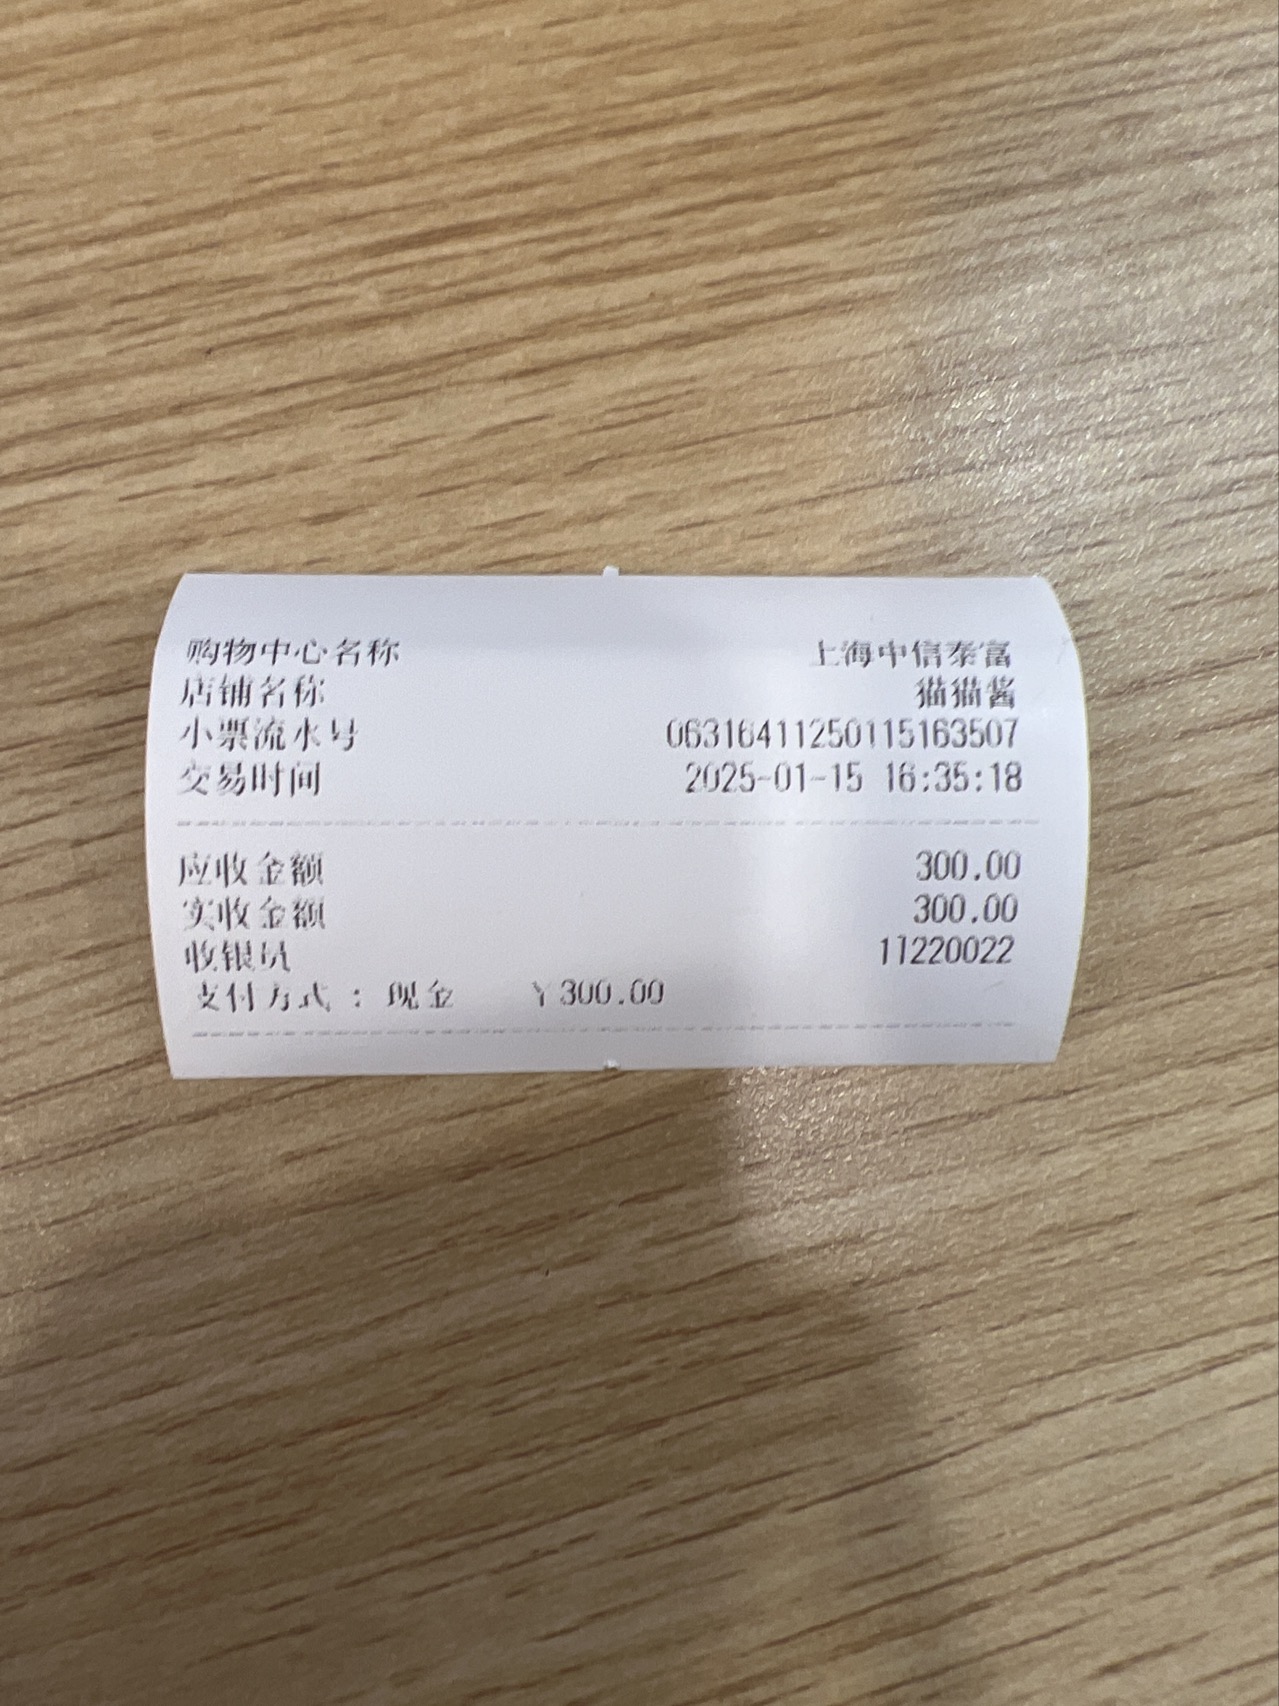 购物中心名称 上海中信泰富
店铺名称 猫猫酱
小票流水号 06316411250115163507
交易时间 2025-01-15 16:35:18
应收金额 300.00
实收金额 300.00
收银员 11220022
支付方式：现金 ¥300.00